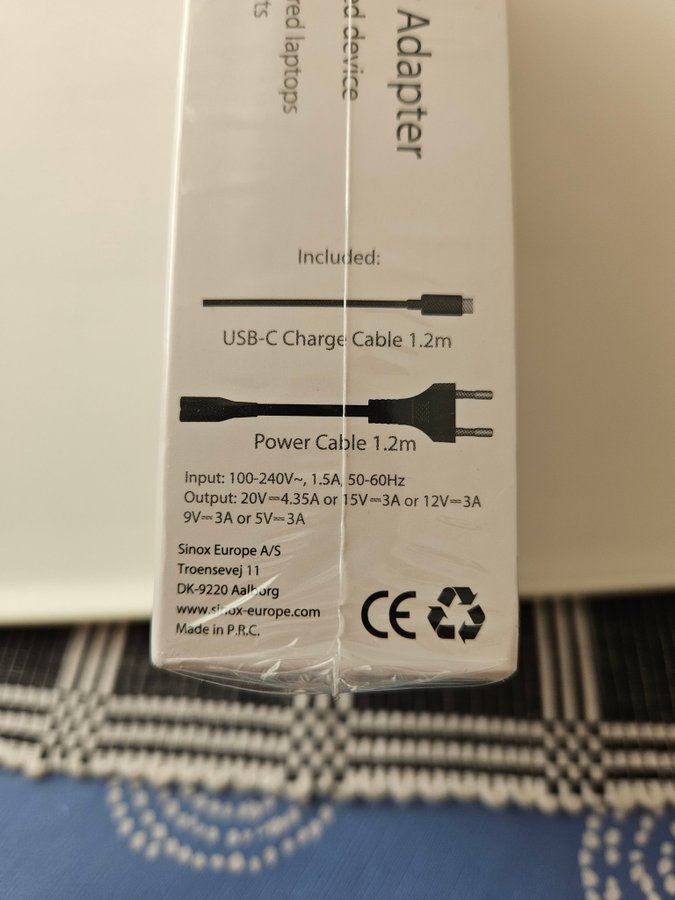 Adapter
ed device
red laptops
ts
Included:
USB-C Charge Cable 1.2m
Power Cable 1.2m
Input: 100-240V~, 1.5A, 50-60Hz
Output: 20V⎓4.35A or 15V⎓3A or 12V⎓3A
9V⎓3A or 5V⎓3A
Sinox Europe A/S
Troensevej 11
DK-9220 Aalborg
www.sinox-europe.com
Made in P.R.C.
CE